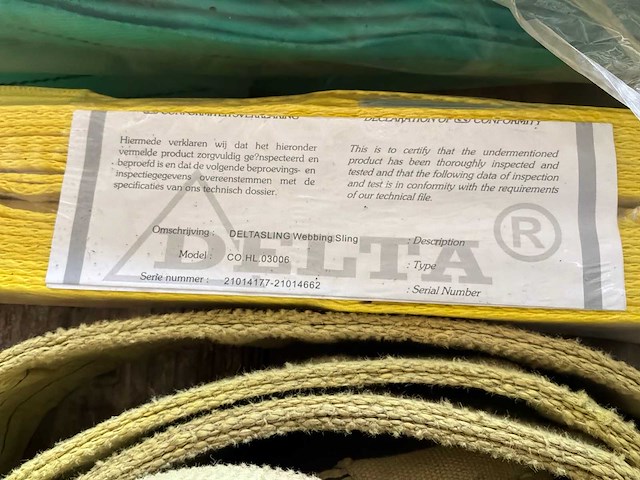 DECLARATION OF CONFORMITY
Hiermede verklaren wij dat het hieronder
vermelde product zorgvuldig ge?nspecteerd en
beproefd is en dat de volgende beproevings- en
inspectiegegevens overeenstemmen met de
specificaties van ons technisch dossier.
This is to certify that the undermentioned
product has been thoroughly inspected and
tested and that the following data of inspection
and test is in conformity with the requirements
of our technical file.
DELTA ®
Omschrijving : DELTASLING Webbing Sling : Description
Model : CO.HL.03006 : Type
Serie nummer : 21014177-21014662 : Serial Number